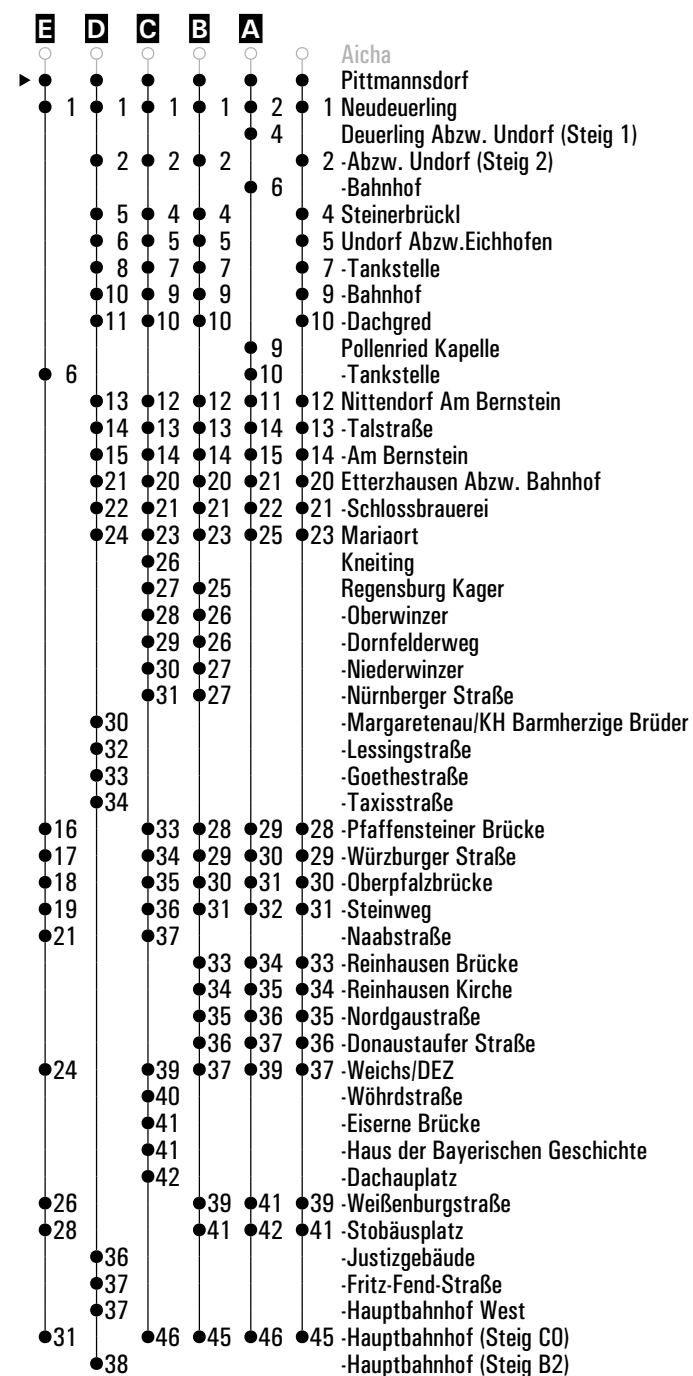 E D C B A
Aicha
Pittmannsdorf
1 1 1 1 2 1 Neudeuerling
4 Deuerling Abzw. Undorf (Steig 1)
2 2 2 2 -Abzw. Undorf (Steig 2)
6 -Bahnhof
5 4 4 4 Steinerbrückl
6 5 5 5 Undorf Abzw.Eichhofen
8 7 7 7 -Tankstelle
10 9 9 9 -Bahnhof
11 10 10 10 -Dachgred
9 Pollenried Kapelle
6 10 -Tankstelle
13 12 12 11 12 Nittendorf Am Bernstein
14 13 13 14 13 -Talstraße
15 14 14 15 14 -Am Bernstein
21 20 20 21 20 Etterzhausen Abzw. Bahnhof
22 21 21 22 21 -Schlossbrauerei
24 23 23 25 23 Mariaort
26 Kneiting
27 25 Regensburg Kager
28 26 -Oberwinzer
29 26 -Dornfelderweg
30 27 -Niederwinzer
31 27 -Nürnberger Straße
30 -Margaretenau/KH Barmherzige Brüder
32 -Lessingstraße
33 -Goethestraße
34 -Taxisstraße
16 33 28 29 28 -Pfaffensteiner Brücke
17 34 29 30 29 -Würzburger Straße
18 35 30 31 30 -Oberpfalzbrücke
19 36 31 32 31 -Steinweg
21 37 -Naabstraße
33 34 33 -Reinhausen Brücke
34 35 34 -Reinhausen Kirche
35 36 35 -Nordgaustraße
36 37 36 -Donaustaufer Straße
24 39 37 39 37 -Weichs/DEZ
40 -Wöhrdstraße
41 -Eiserne Brücke
41 -Haus der Bayerischen Geschichte
42 -Dachauplatz
26 39 41 39 -Weißenburgstraße
28 41 42 41 -Stobäusplatz
36 -Justizgebäude
37 -Fritz-Fend-Straße
37 -Hauptbahnhof West
31 46 45 46 45 -Hauptbahnhof (Steig C0)
38 -Hauptbahnhof (Steig B2)